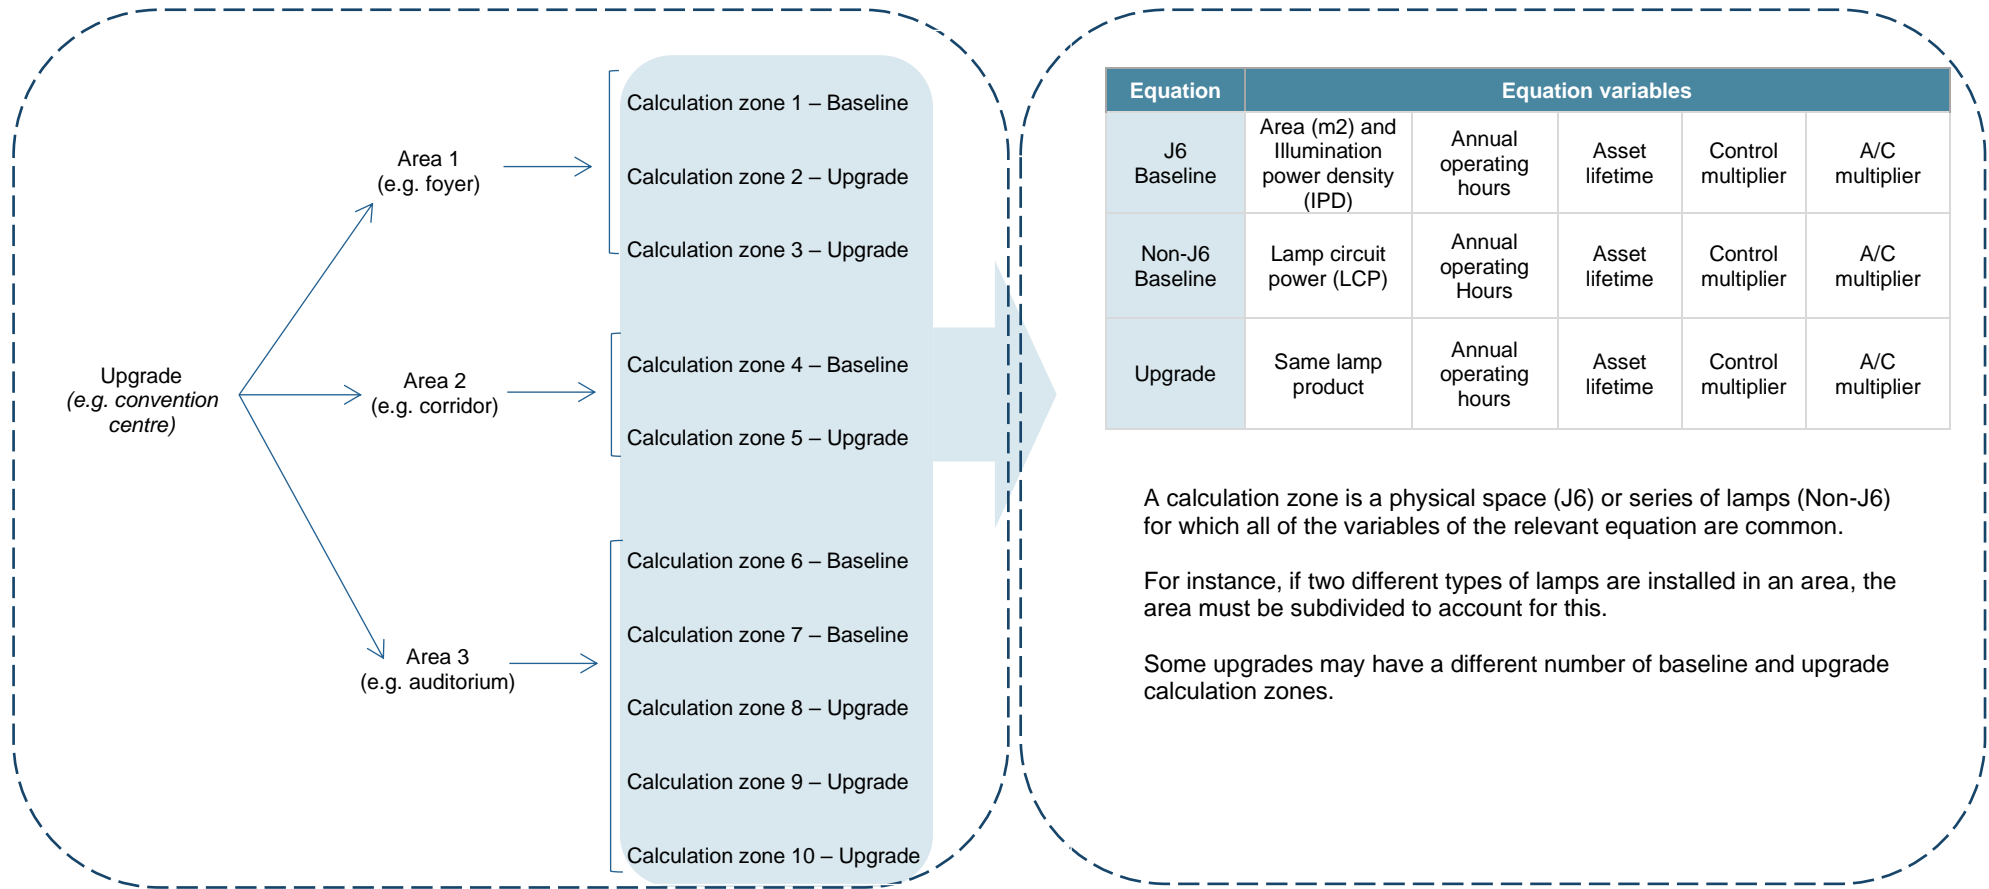 Upgrade
(e.g. convention
centre)
Area 1
(e.g. foyer)
Area 2
(e.g. corridor)
Area 3
(e.g. auditorium)
Calculation zone 1 – Baseline
Calculation zone 2 – Upgrade
Calculation zone 3 – Upgrade
Calculation zone 4 – Baseline
Calculation zone 5 – Upgrade
Calculation zone 6 – Baseline
Calculation zone 7 – Baseline
Calculation zone 8 – Upgrade
Calculation zone 9 – Upgrade
Calculation zone 10 – Upgrade
Equation
Equation variables
J6
Baseline
Area (m2) and
Illumination
power density
(IPD)
Annual
operating
hours
Asset
lifetime
Control
multiplier
A/C
multiplier
Non-J6
Baseline
Lamp circuit
power (LCP)
Annual
operating
Hours
Asset
lifetime
Control
multiplier
A/C
multiplier
Upgrade
Same lamp
product
Annual
operating
hours
Asset
lifetime
Control
multiplier
A/C
multiplier
A calculation zone is a physical space (J6) or series of lamps (Non-J6)
for which all of the variables of the relevant equation are common.
For instance, if two different types of lamps are installed in an area, the
area must be subdivided to account for this.
Some upgrades may have a different number of baseline and upgrade
calculation zones.